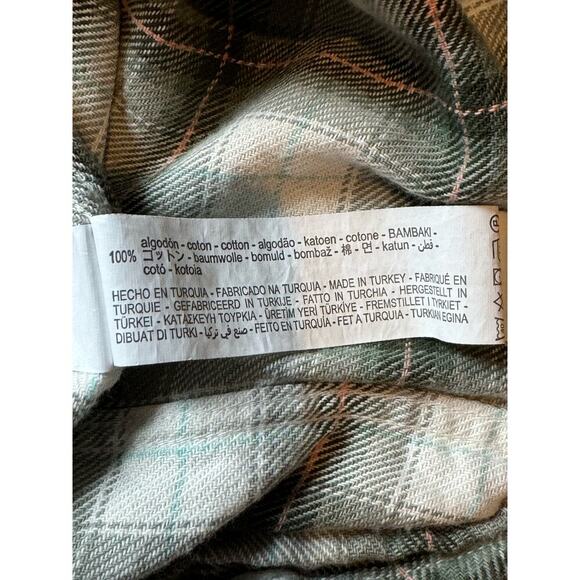 100% algodón - coton - cotton - algodão - katoen - cotone - BAMBAKI -
コットン - baumwolle - bomuld - bombaž - 棉 - 면 - katun - قطن -
cotó - kotoia
HECHO EN TURQUIA - FABRICADO NA TURQUIA - MADE IN TURKEY - FABRIQUÉ EN
TURQUIE - GEFABRICEERD IN TURKIJE - FATTO IN TURCHIA - HERGESTELLT IN
TÜRKEI - ΚΑΤΑΣΚΕΥΗ ΤΟΥΡΚΙΑ - ÜRETİM YERİ TÜRKİYE - FREMSTILLET I TYRKIET -
DIBUAT DI TURKI - صنع في تركيا - FEITO EN TURQUÍA - FET A TURQUIA - TURKIAN EGINA